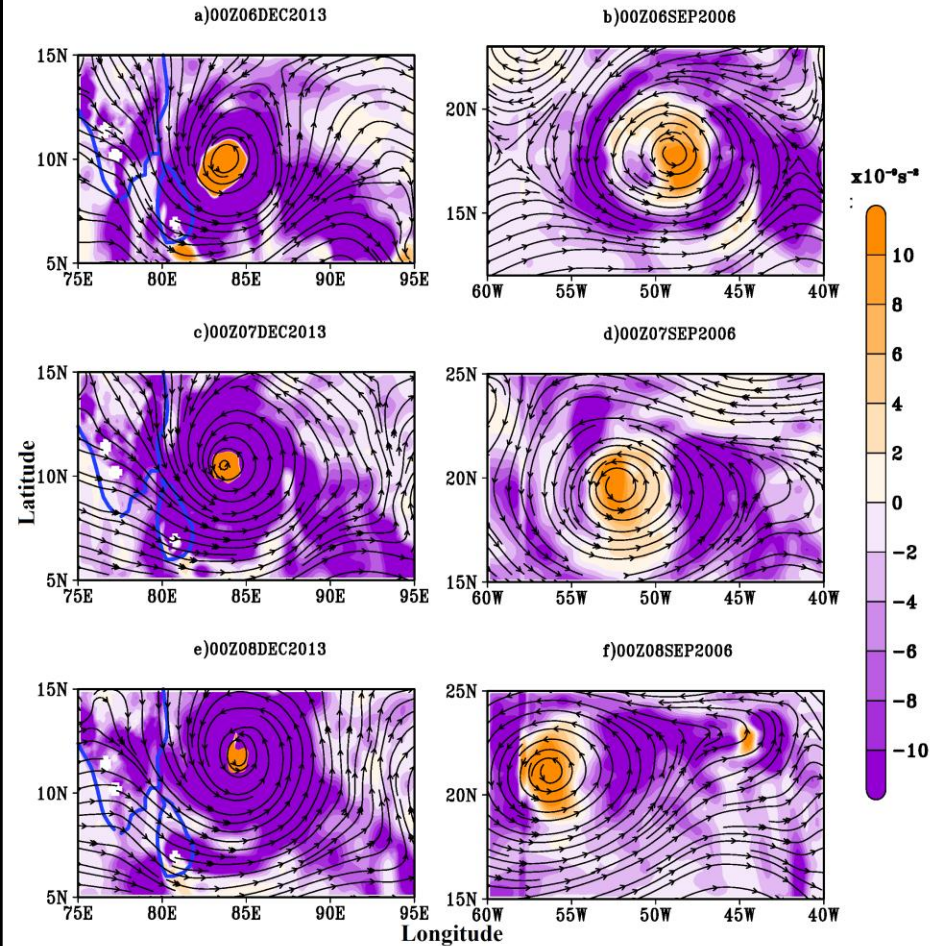 a)00Z06DEC2013
b)00Z06SEP2006
15N
10N
5N
75E 80E 85E 90E 95E
20N
15N
60W 55W 50W 45W 40W
x10⁻⁹s⁻²
:
10
8
6
4
2
0
-2
-4
-6
-8
-10
c)00Z07DEC2013
d)00Z07SEP2006
15N
10N
5N
75E 80E 85E 90E 95E
25N
20N
15N
60W 55W 50W 45W 40W
Latitude
e)00Z08DEC2013
f)00Z08SEP2006
15N
10N
5N
75E 80E 85E 90E 95E
25N
20N
15N
60W 55W 50W 45W 40W
Longitude